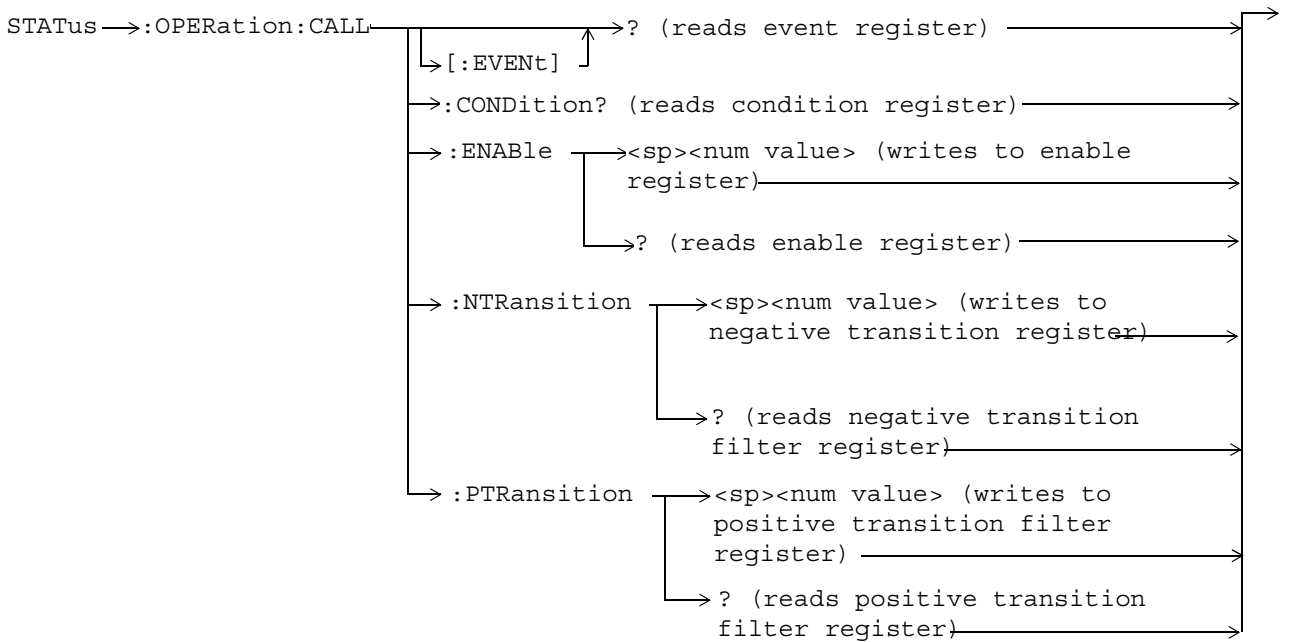 STATus :OPERation:CALL ? (reads event register)
[:EVENt]
:CONDition? (reads condition register)
:ENABle <sp><num value> (writes to enable
register)
? (reads enable register)
:NTRansition <sp><num value> (writes to
negative transition register)
? (reads negative transition
filter register)
:PTRansition <sp><num value> (writes to
positive transition filter
register)
? (reads positive transition
filter register)